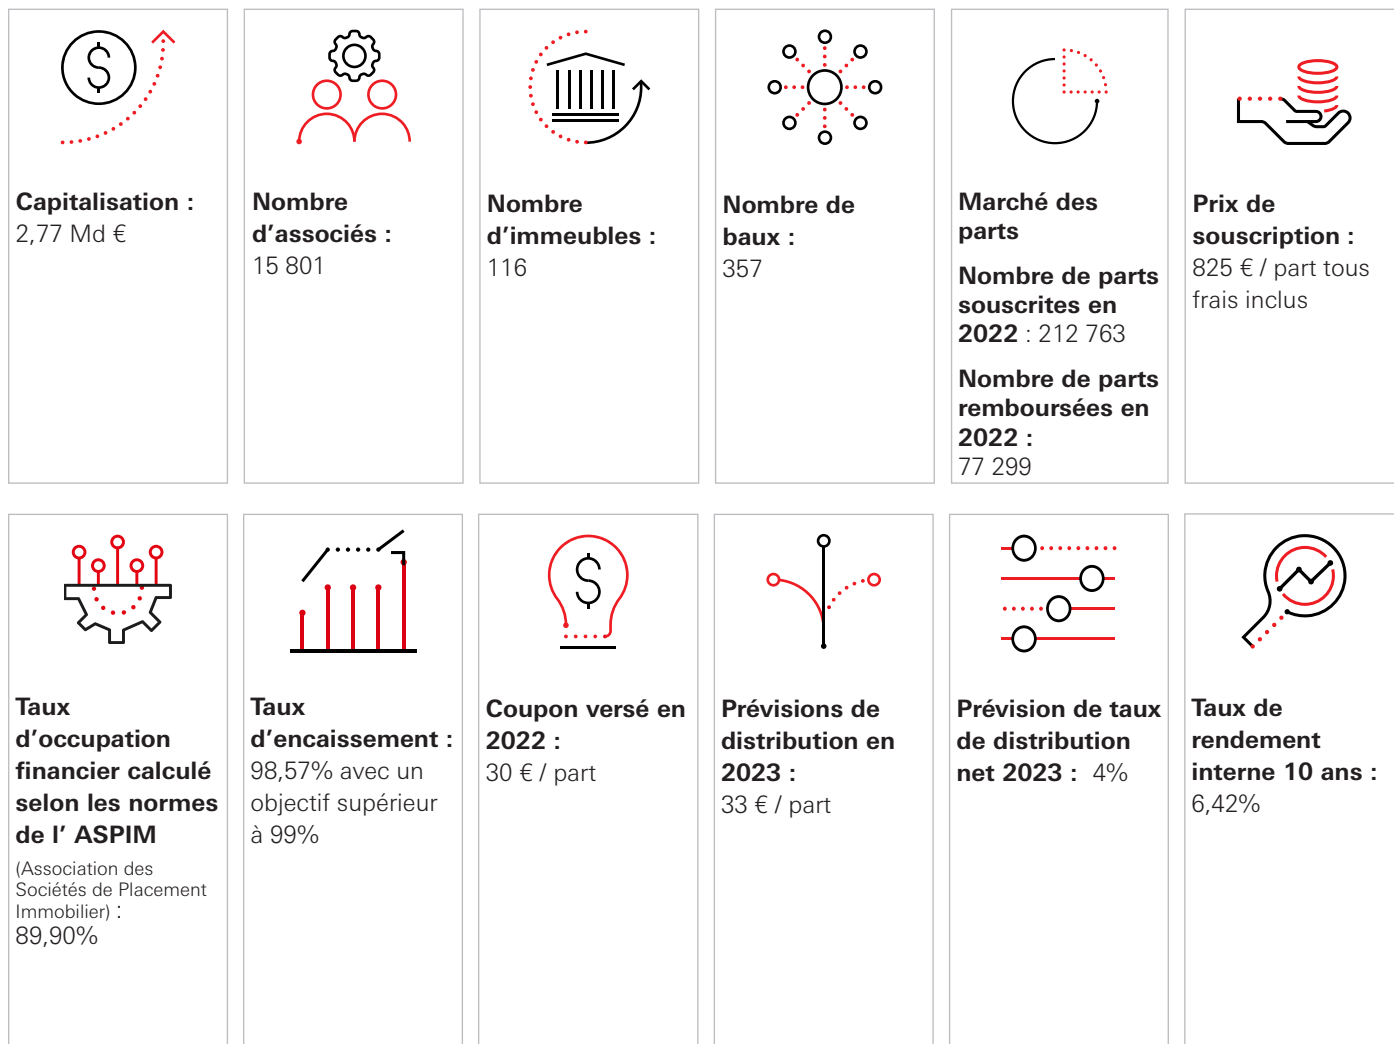 Capitalisation :
2,77 Md €
Nombre
d’associés :
15 801
Nombre
d’immeubles :
116
Nombre de
baux :
357
Marché des
parts
Nombre de parts
souscrites en
2022 : 212 763
Nombre de parts
remboursées en
2022 :
77 299
Prix de
souscription :
825 € / part tous
frais inclus
Taux
d’occupation
financier calculé
selon les normes
de l’ ASPIM
(Association des
Sociétés de Placement
Immobilier) :
89,90%
Taux
d’encaissement :
98,57% avec un
objectif supérieur
à 99%
Coupon versé en
2022 :
30 € / part
Prévisions de
distribution en
2023 :
33 € / part
Prévision de taux
de distribution
net 2023 : 4%
Taux de
rendement
interne 10 ans :
6,42%